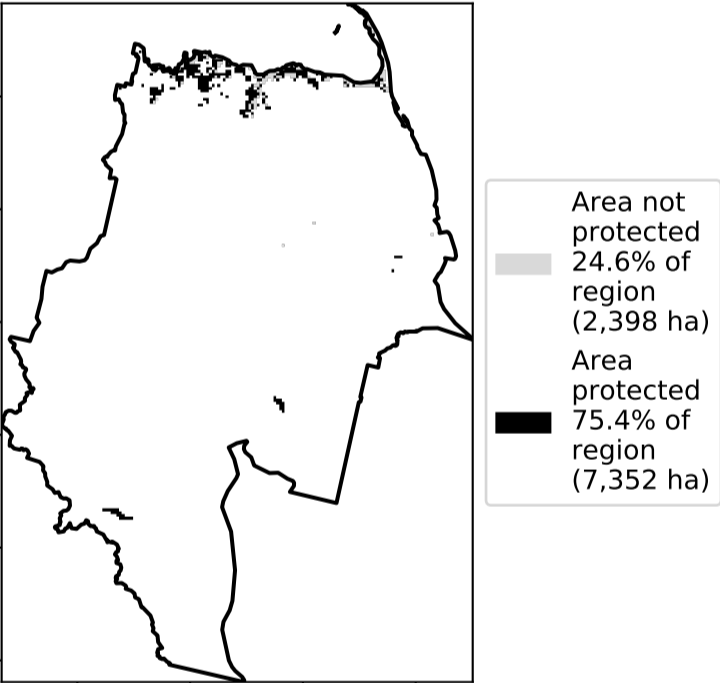 Area not
protected
24.6% of
region
(2,398 ha)
Area
protected
75.4% of
region
(7,352 ha)